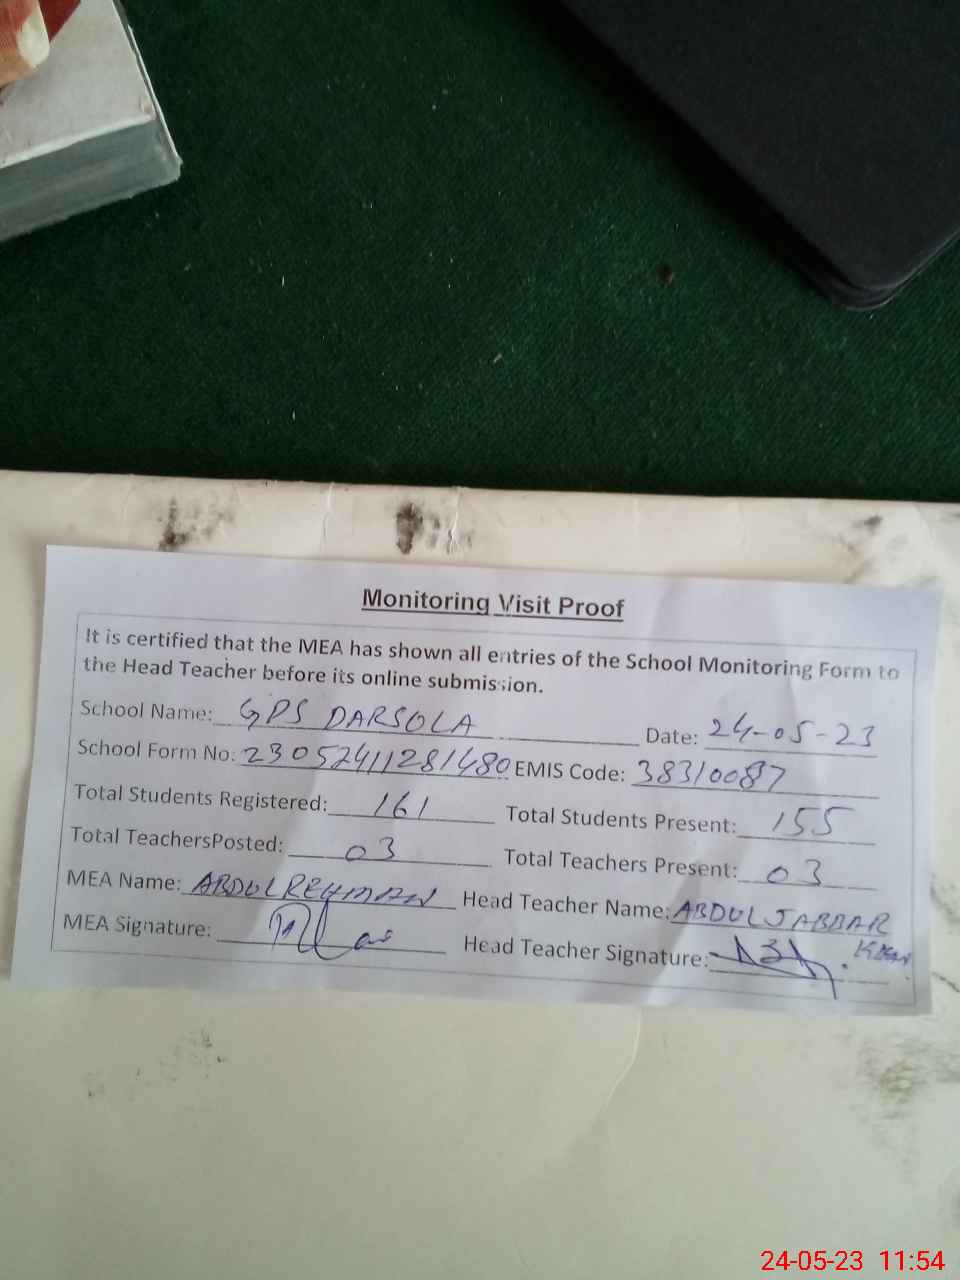 Monitoring Visit Proof
It is certified that the MEA has shown all entries of the School Monitoring Form to
the Head Teacher before its online submission.
School Name: GPS DARSOLA Date: 24-05-23
School Form No: 23052411281480 EMIS Code: 38310087
Total Students Registered: 161 Total Students Present: 155
Total TeachersPosted: 03 Total Teachers Present: 03
MEA Name: ABDUL REHMAN Head Teacher Name: ABDUL JABBAR
KHAN
MEA Signature: Head Teacher Signature:
24-05-23 11:54